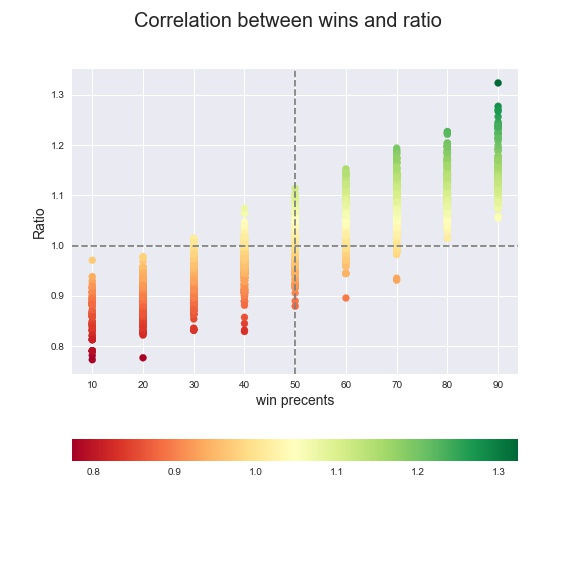 Correlation between wins and ratio
Ratio
1.3
1.2
1.1
1.0
0.9
0.8
10 20 30 40 50 60 70 80 90
win precents
0.8 0.9 1.0 1.1 1.2 1.3